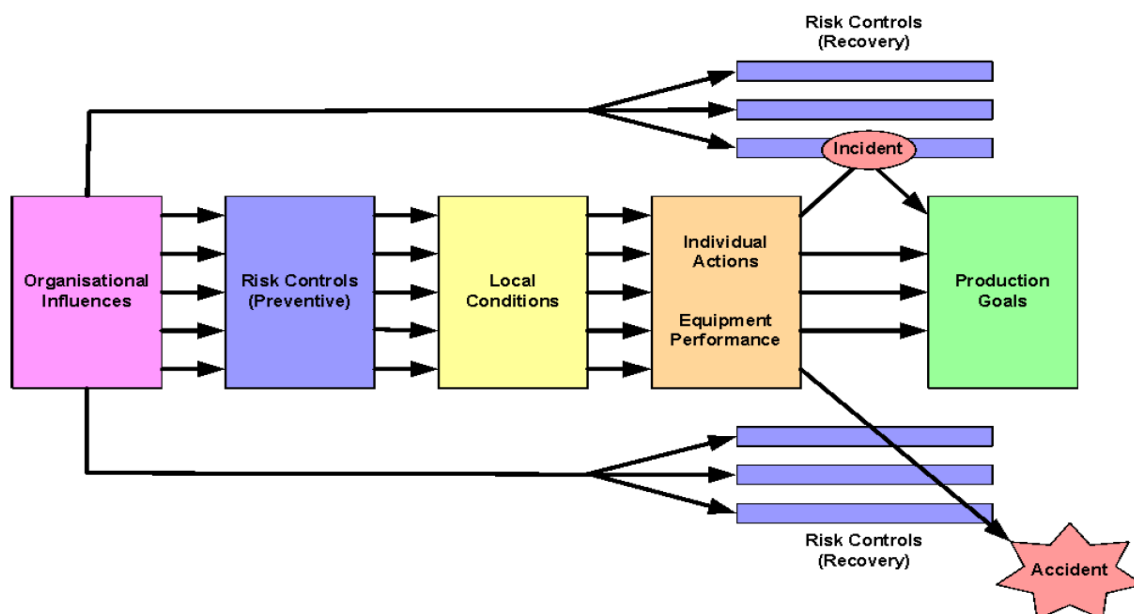 Risk Controls
(Recovery)
Incident
Organisational
Influences
Risk Controls
(Preventive)
Local
Conditions
Individual
Actions
Equipment
Performance
Production
Goals
Risk Controls
(Recovery)
Accident